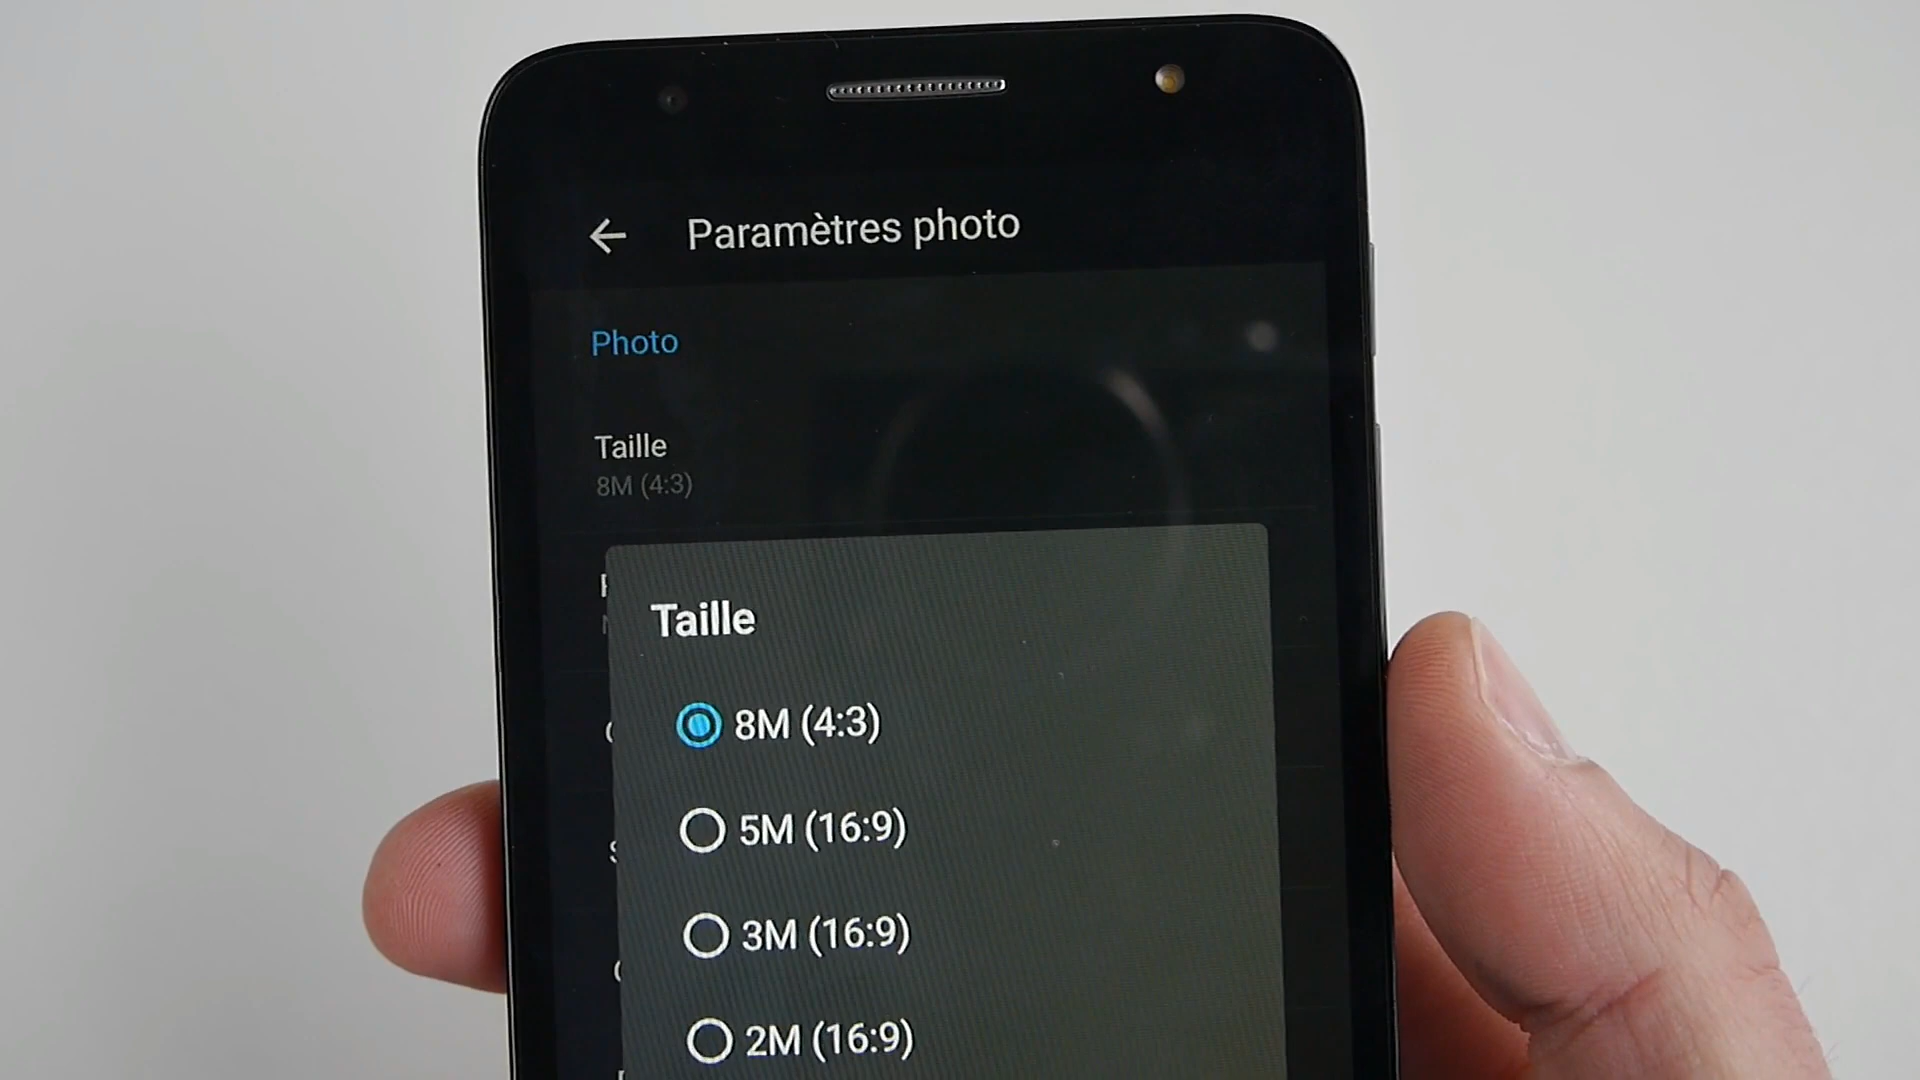 Paramètres photo
Photo
Taille
8M (4:3)
Taille
8M (4:3)
5M (16:9)
3M (16:9)
2M (16:9)